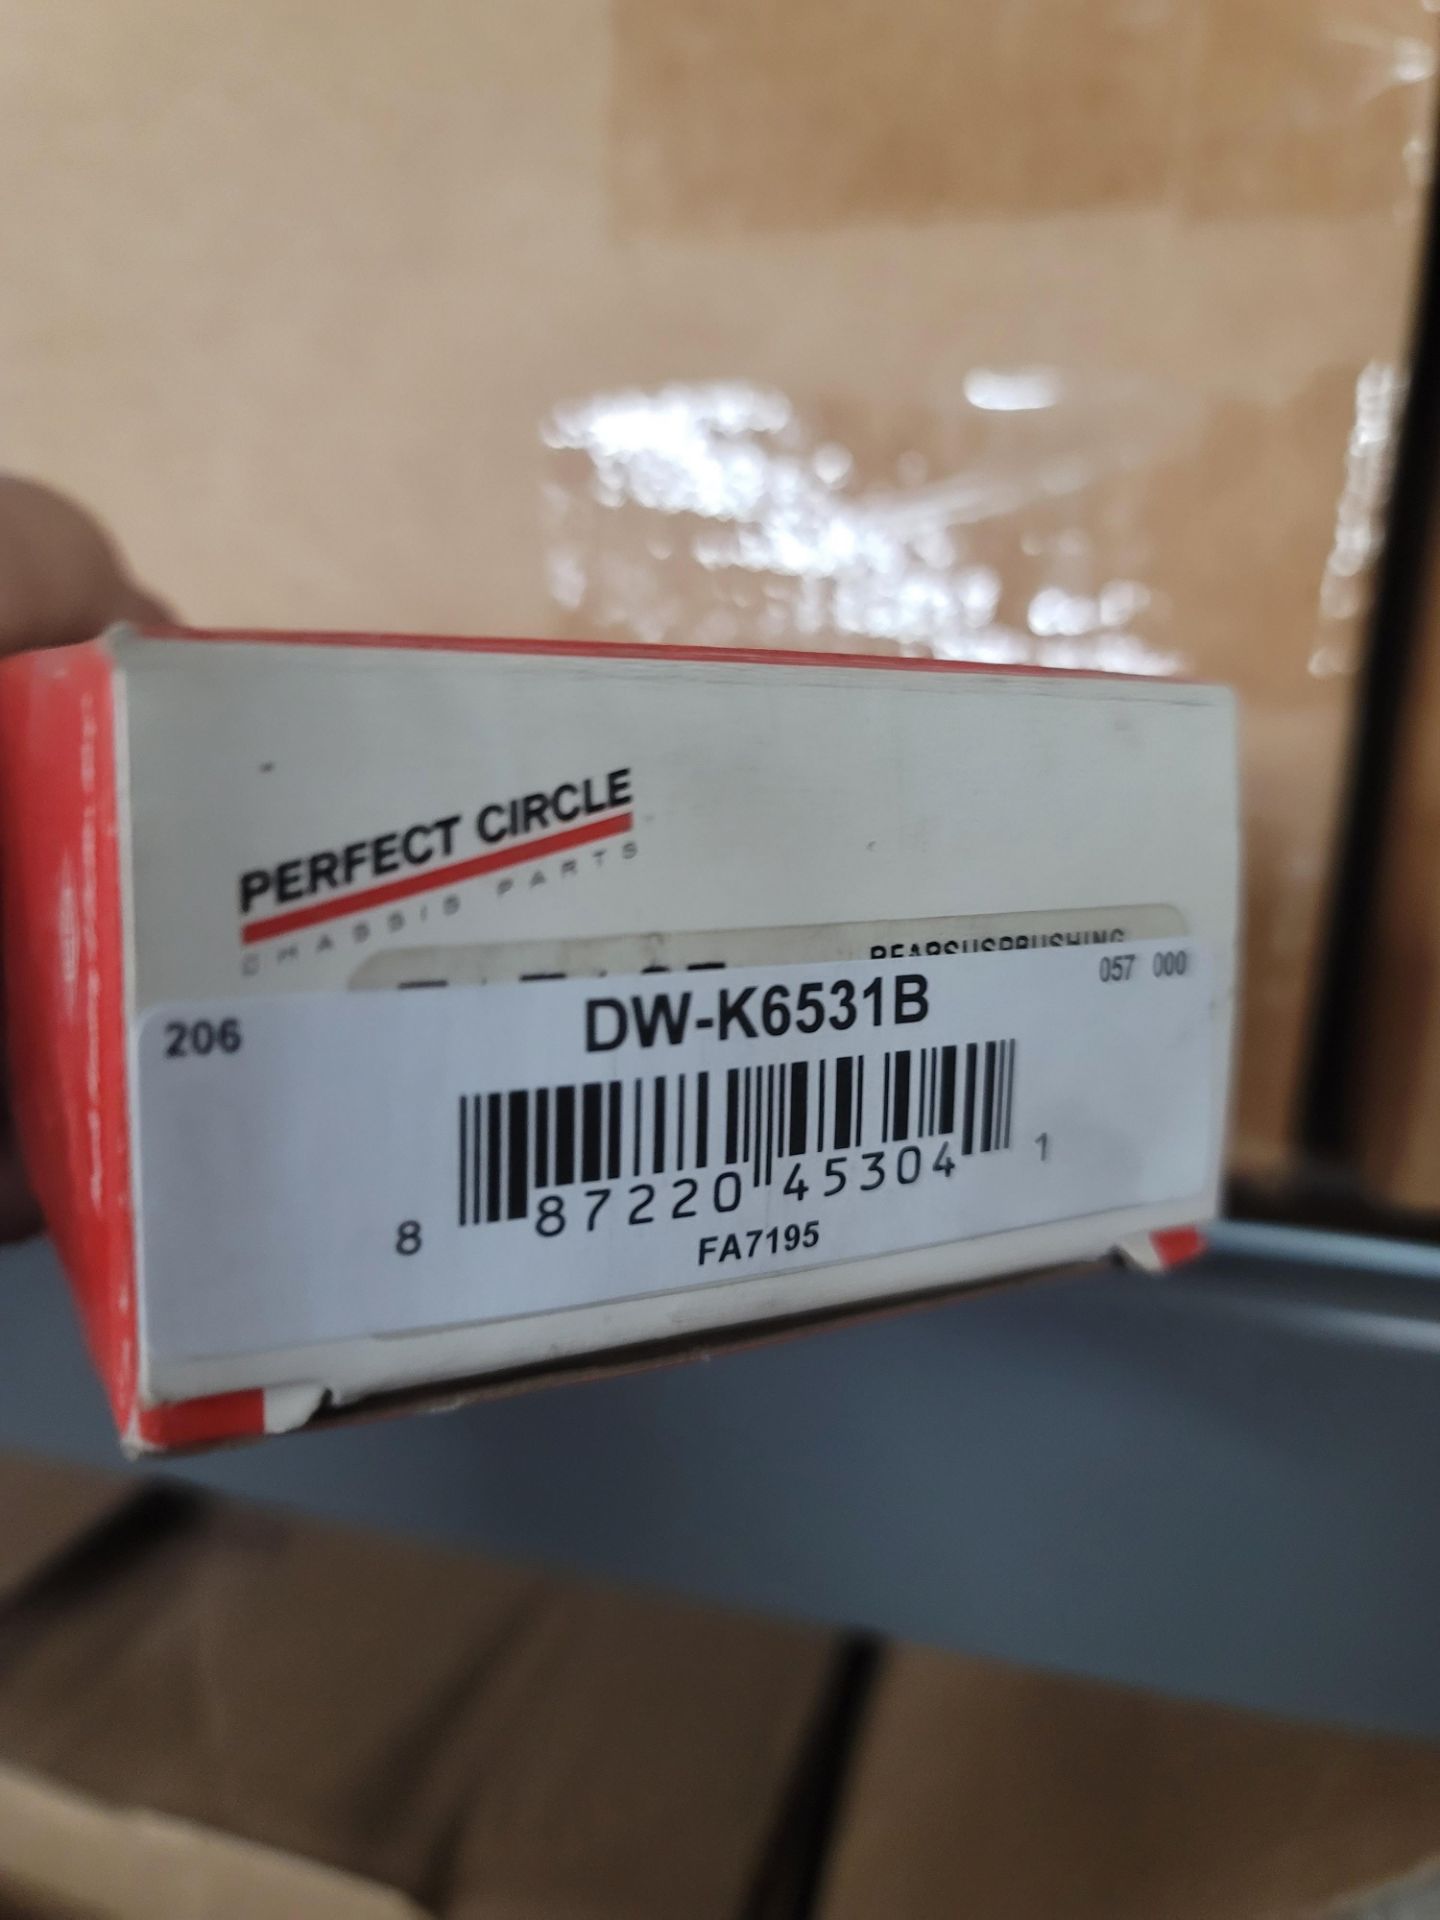 PERFECT CIRCLE
CHASSIS PARTS
REARSUSPBUSHING
057 000
206
DW-K6531B
8 87220 45304 1
FA7195